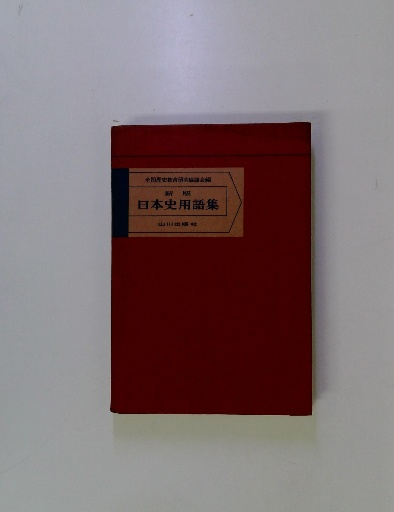 全国歴史教育研究協議会編
新版
日本史用語集
山川出版社